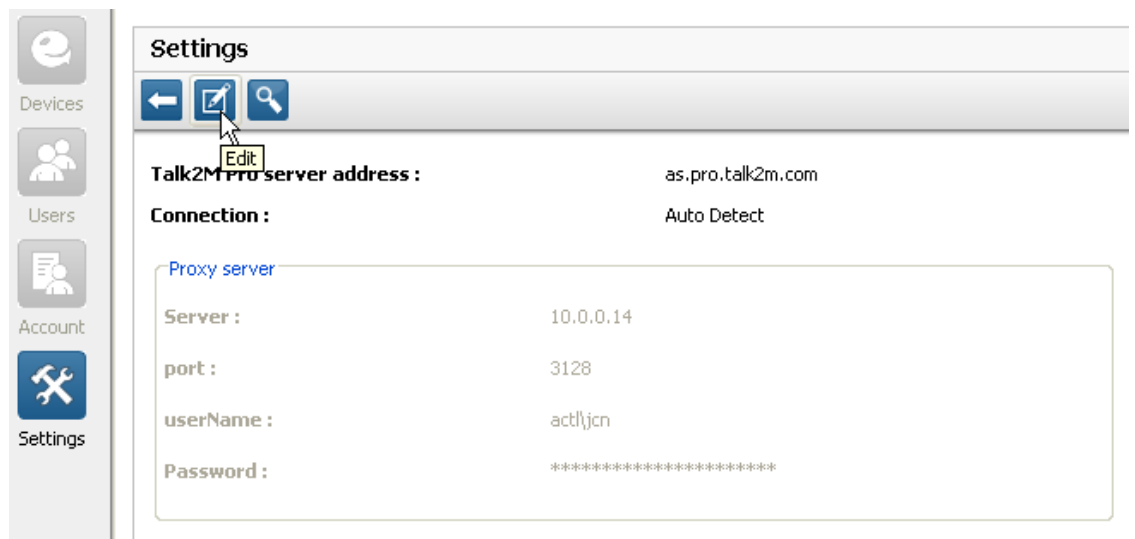 Devices
Users
Account
Settings
Settings
Edit
Talk2M Pro server address : as.pro.talk2m.com
Connection : Auto Detect
Proxy server
Server : 10.0.0.14
port : 3128
userName : actl\jcn
Password : **********************